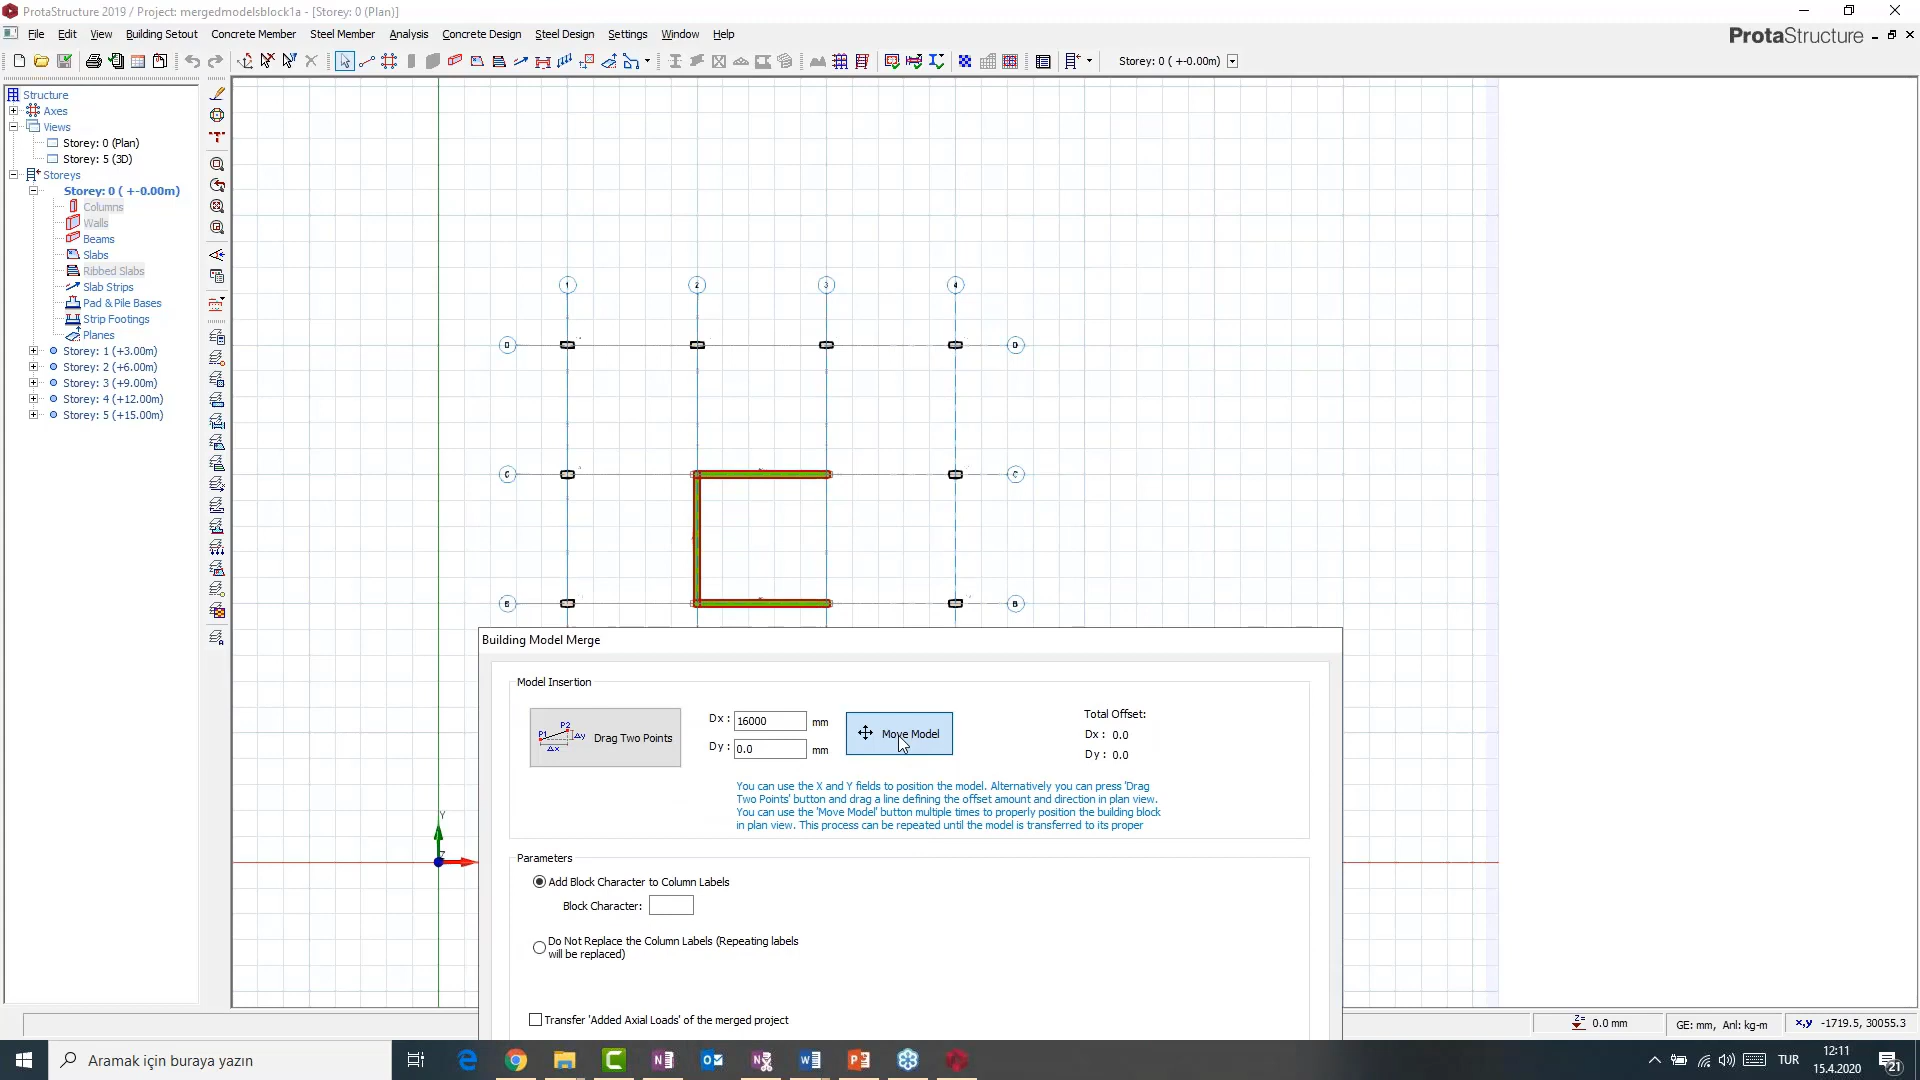 ProtaStructure 2019 / Project: mergedmodelsblock1a - [Storey: 0 (Plan)]
File Edit View Building Setout Concrete Member Steel Member Analysis Concrete Design Steel Design Settings Window Help
ProtaStructure
Storey: 0 ( +-0.00m)
Structure
Axes
Views
Storey: 0 (Plan)
Storey: 5 (3D)
Storeys
Storey: 0 ( +-0.00m)
Columns
Walls
Beams
Slabs
Ribbed Slabs
Slab Strips
Pad & Pile Bases
Strip Footings
Planes
Storey: 1 (+3.00m)
Storey: 2 (+6.00m)
Storey: 3 (+9.00m)
Storey: 4 (+12.00m)
Storey: 5 (+15.00m)
1 2 3 4
D D
C C
B B
Y
Z
Building Model Merge
Model Insertion
P1 P2 Δy Δx
Drag Two Points
Dx : 16000 mm
Dy : 0.0 mm
Move Model
Total Offset:
Dx : 0.0
Dy : 0.0
You can use the X and Y fields to position the model. Alternatively you can press 'Drag
Two Points' button and drag a line defining the offset amount and direction in plan view.
You can use the 'Move Model' button multiple times to properly position the building block
in plan view. This process can be repeated until the model is transferred to its proper
Parameters
Add Block Character to Column Labels
Block Character:
Do Not Replace the Column Labels (Repeating labels
will be replaced)
Transfer 'Added Axial Loads' of the merged project
Z= 0.0 mm
GE: mm, Anl: kg-m
x,y -1719.5, 30055.3
Aramak için buraya yazın
TUR
12:11
15.4.2020
21